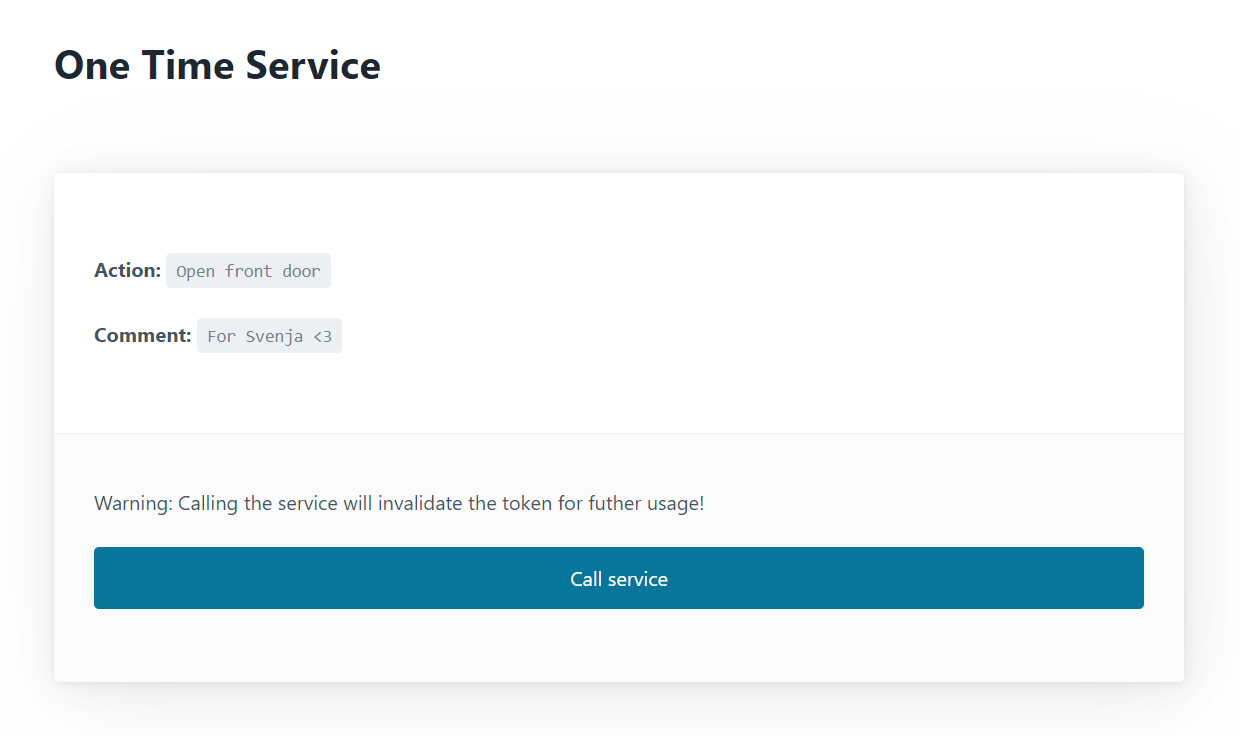 One Time Service
Action: Open front door
Comment: For Svenja <3
Warning: Calling the service will invalidate the token for futher usage!
Call service